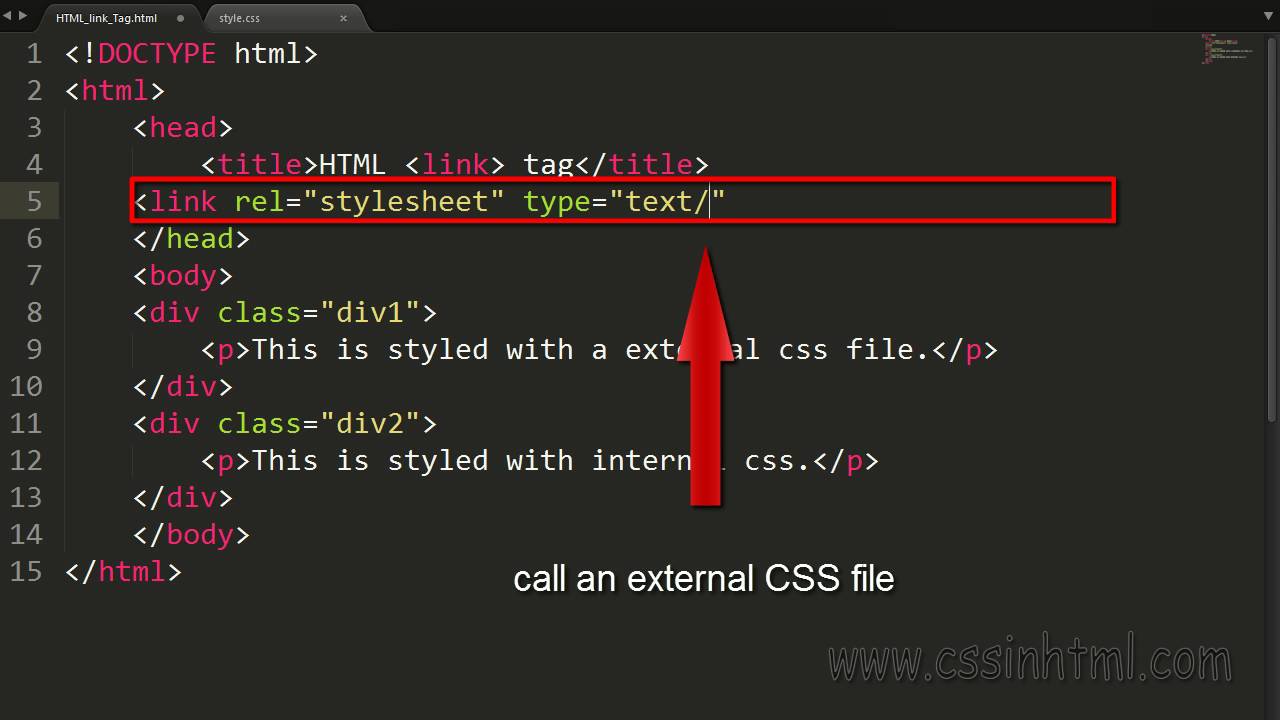 HTML_link_Tag.html
style.css
1 <!DOCTYPE html>
2 <html>
3 <head>
4 <title>HTML <link> tag</title>
5 <link rel="stylesheet" type="text/"
6 </head>
7 <body>
8 <div class="div1">
9 <p>This is styled with a ext al css file.</p>
10 </div>
11 <div class="div2">
12 <p>This is styled with intern css.</p>
13 </div>
14 </body>
15 </html>
call an external CSS file
www.cssinhtml.com